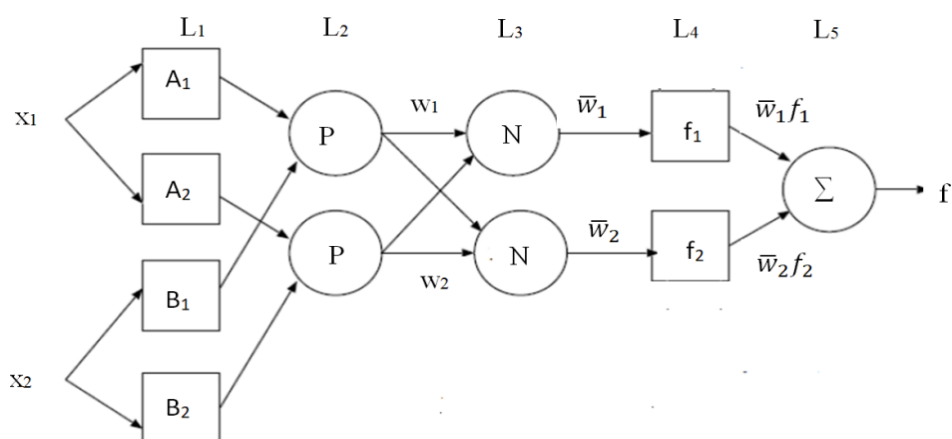 L₁ L₂ L₃ L₄ L₅
A₁
w₁ w̅₁ w̅₁f₁
x₁ P N f₁
A₂ Σ f
w̅₂
P N f₂
w₂ w̅₂f₂
B₁
x₂
B₂